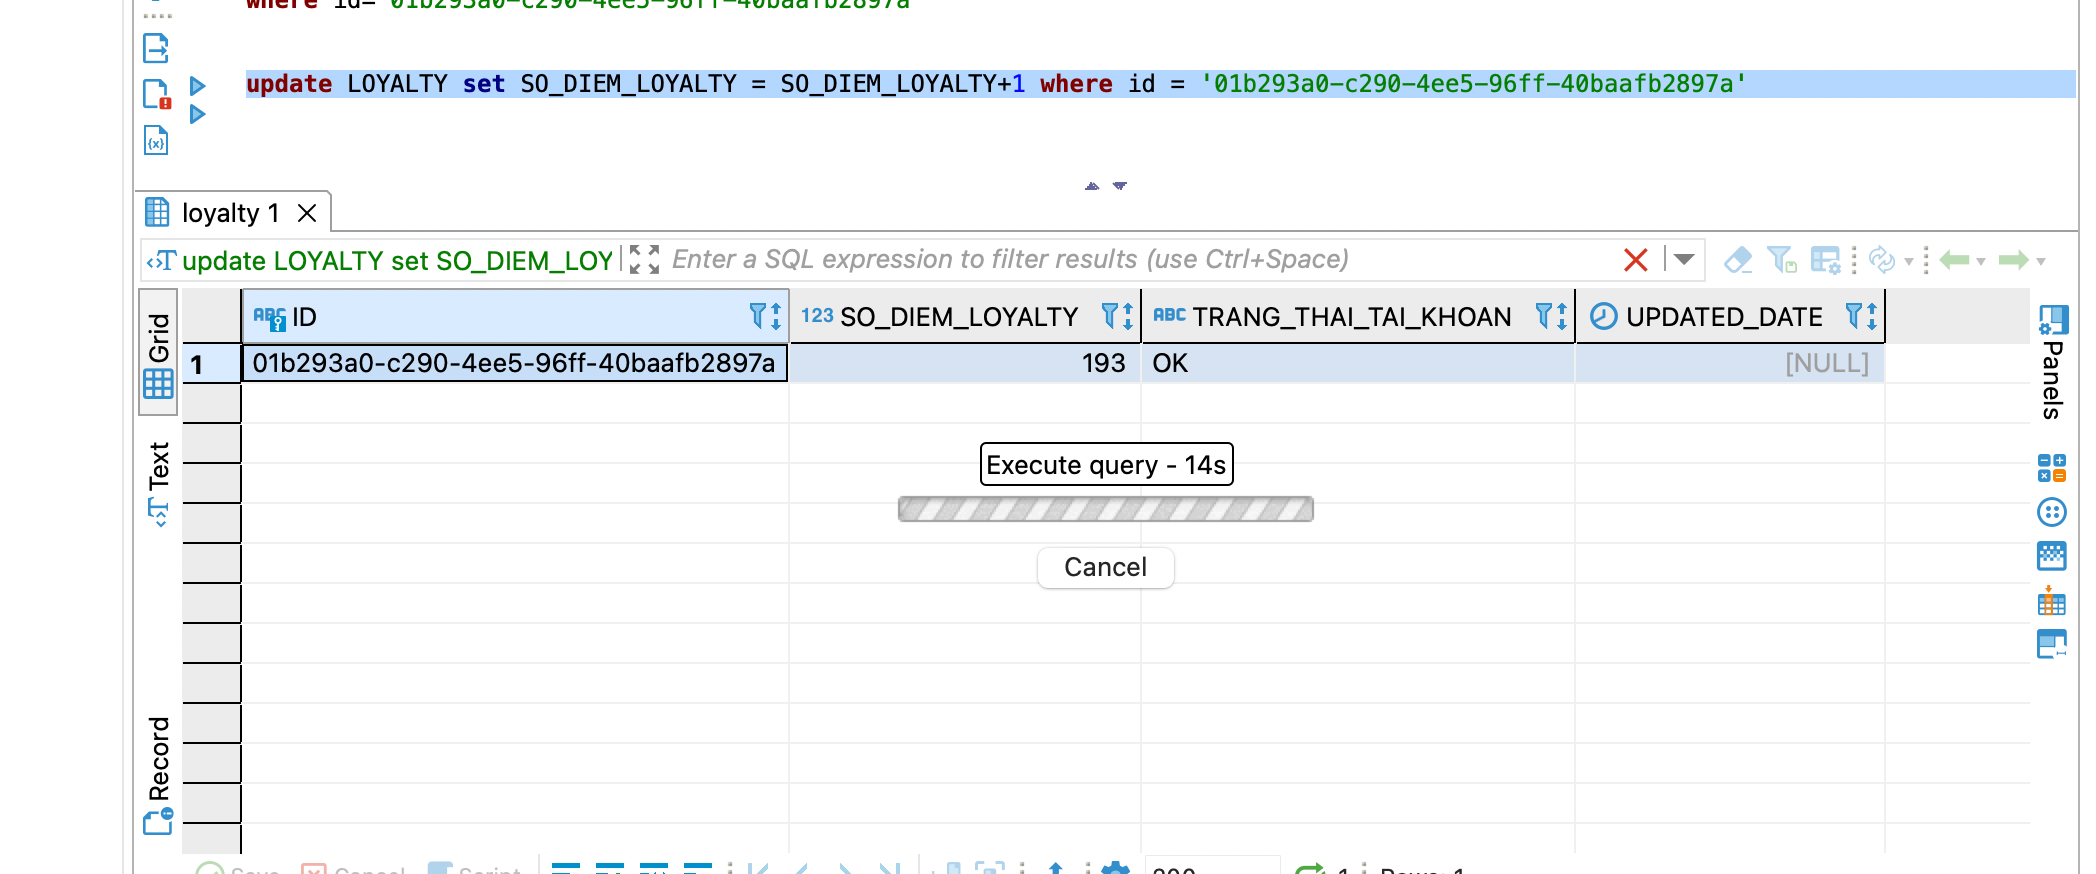 where id= '01b293a0-c290-4ee5-96ff-40baafb2897a'
update LOYALTY set SO_DIEM_LOYALTY = SO_DIEM_LOYALTY+1 where id = '01b293a0-c290-4ee5-96ff-40baafb2897a'
loyalty 1
update LOYALTY set SO_DIEM_LOY
Enter a SQL expression to filter results (use Ctrl+Space)
Grid
Text
Record
ABC ID
123 SO_DIEM_LOYALTY
ABC TRANG_THAI_TAI_KHOAN
UPDATED_DATE
1 01b293a0-c290-4ee5-96ff-40baafb2897a 193 OK [NULL]
Execute query - 14s
Cancel
Panels
Save Cancel Script 200 1 Rows: 1